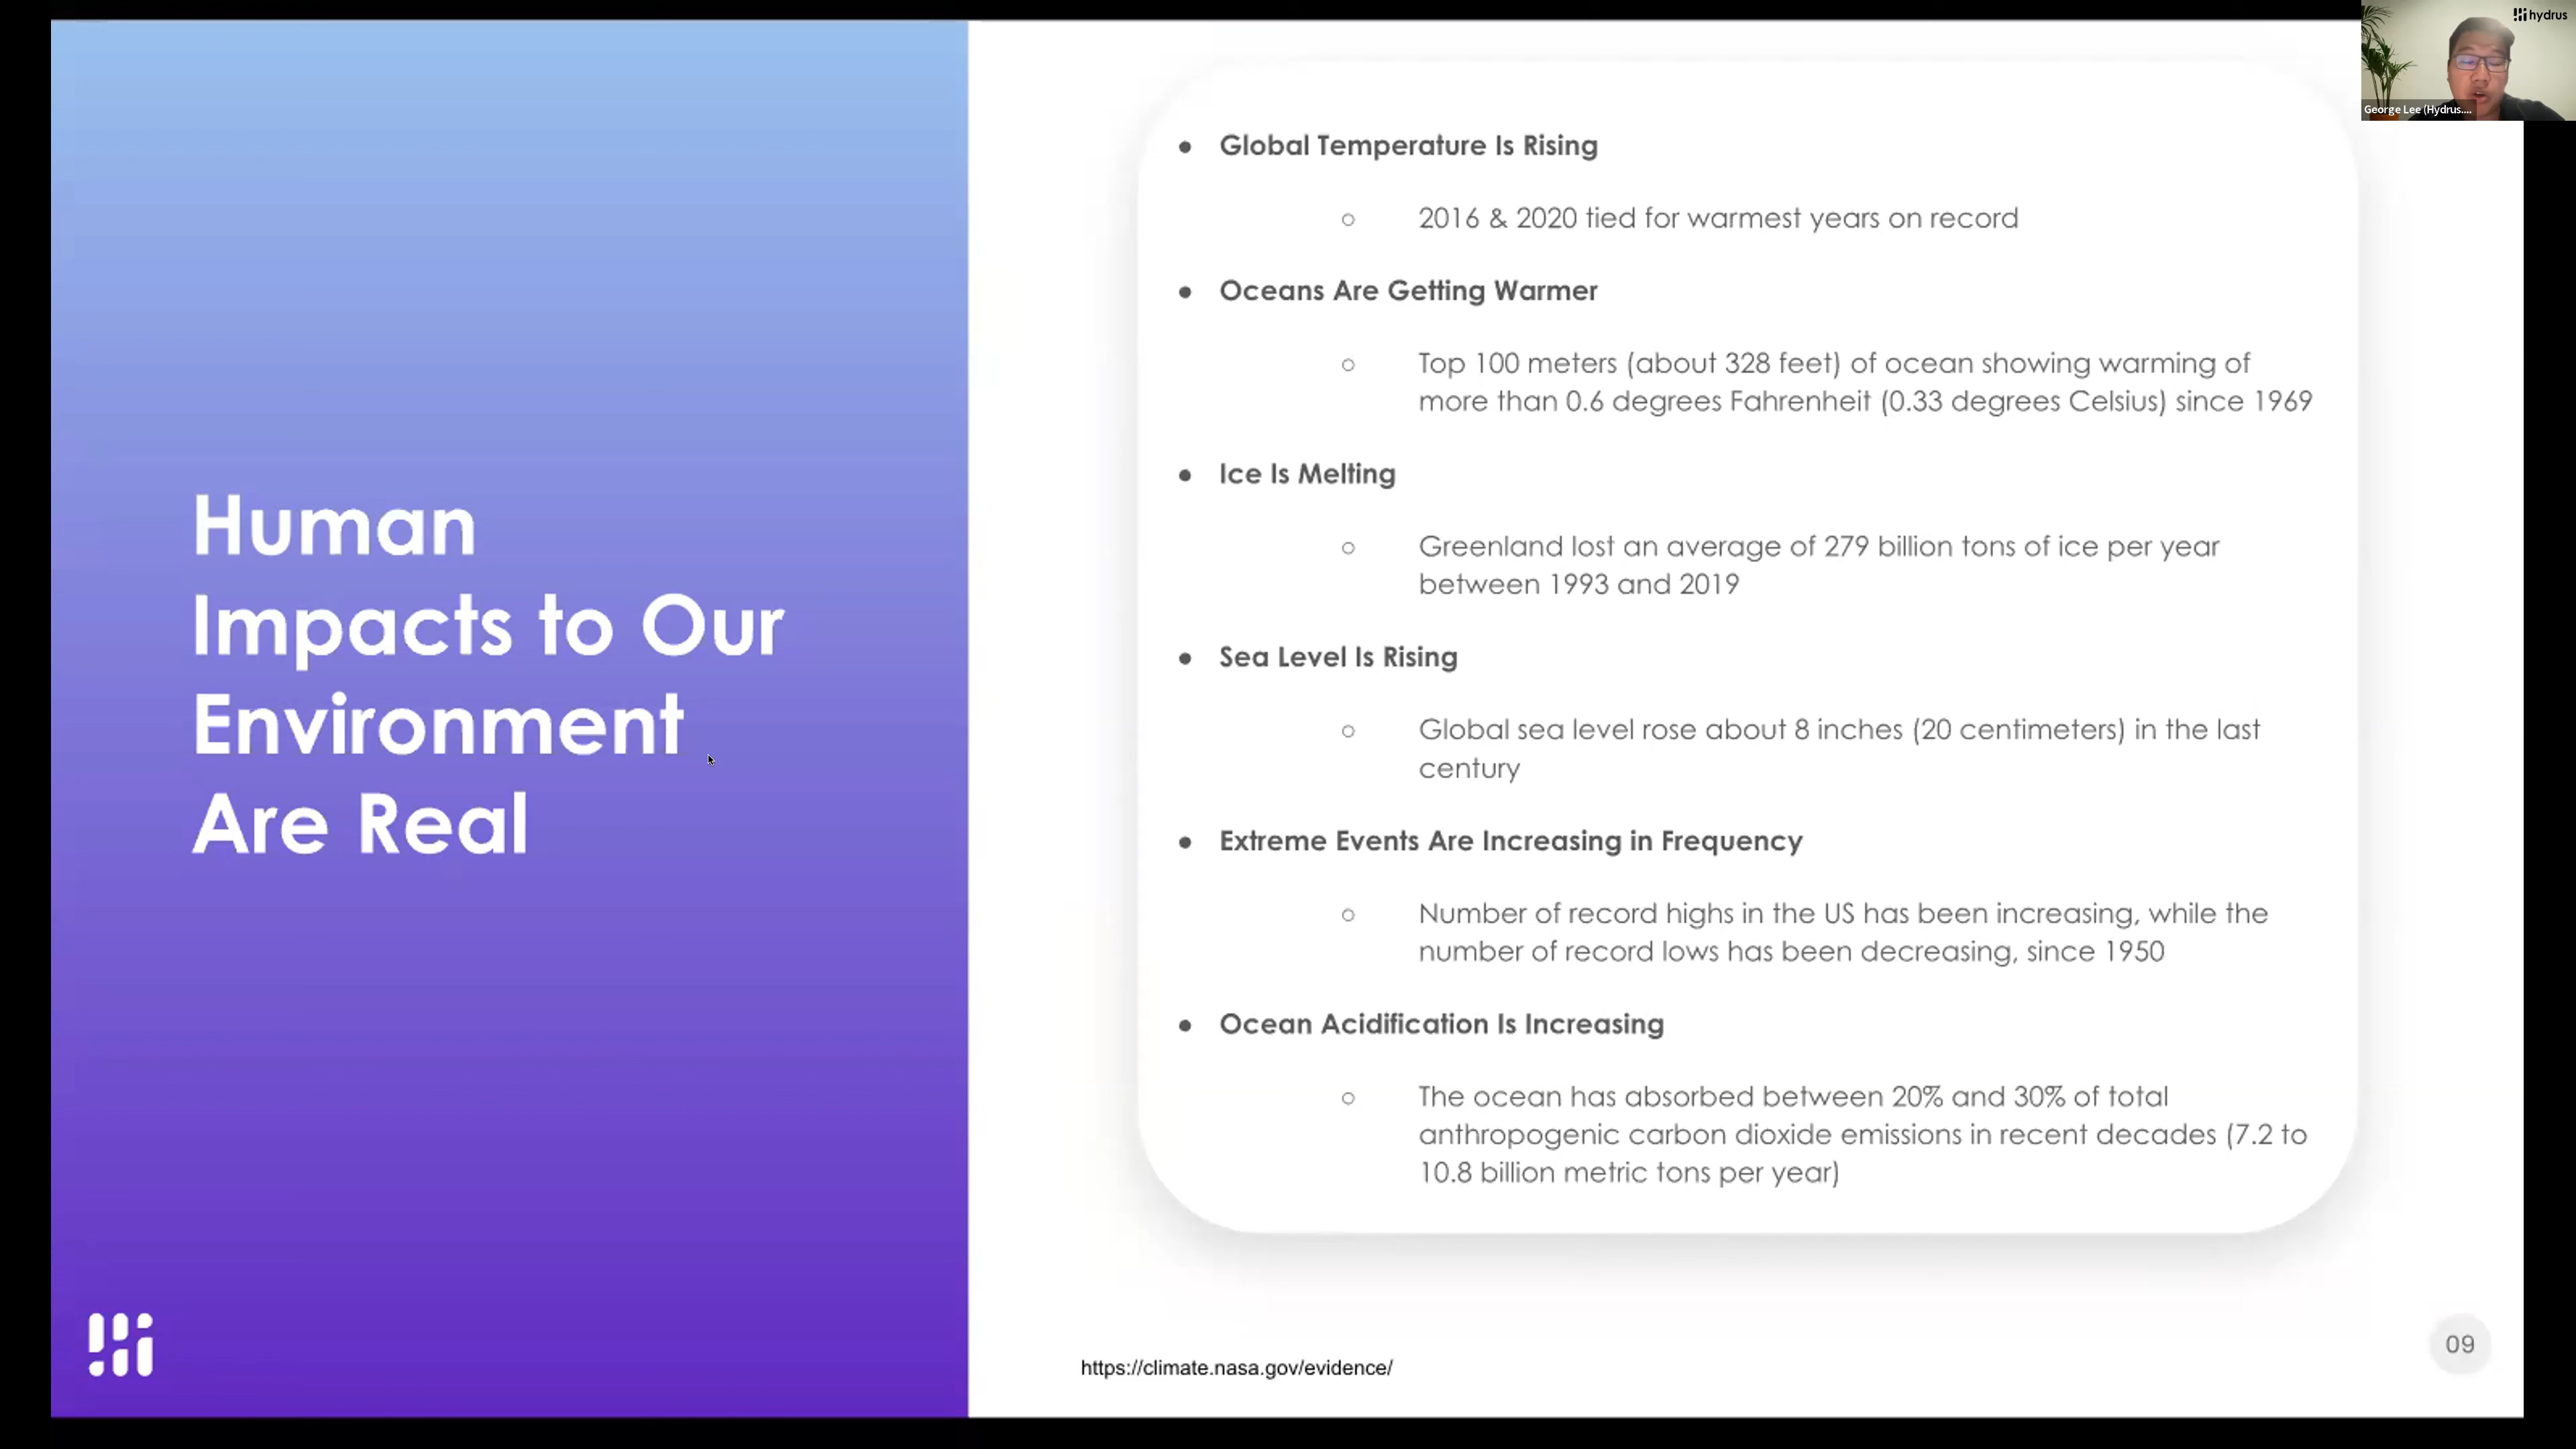 Human
Impacts to Our
Environment
Are Real
• Global Temperature Is Rising
○ 2016 & 2020 tied for warmest years on record
• Oceans Are Getting Warmer
○ Top 100 meters (about 328 feet) of ocean showing warming of
more than 0.6 degrees Fahrenheit (0.33 degrees Celsius) since 1969
• Ice Is Melting
○ Greenland lost an average of 279 billion tons of ice per year
between 1993 and 2019
• Sea Level Is Rising
○ Global sea level rose about 8 inches (20 centimeters) in the last
century
• Extreme Events Are Increasing in Frequency
○ Number of record highs in the US has been increasing, while the
number of record lows has been decreasing, since 1950
• Ocean Acidification Is Increasing
○ The ocean has absorbed between 20% and 30% of total
anthropogenic carbon dioxide emissions in recent decades (7.2 to
10.8 billion metric tons per year)
https://climate.nasa.gov/evidence/
09
hydrus
George Lee (Hydrus....